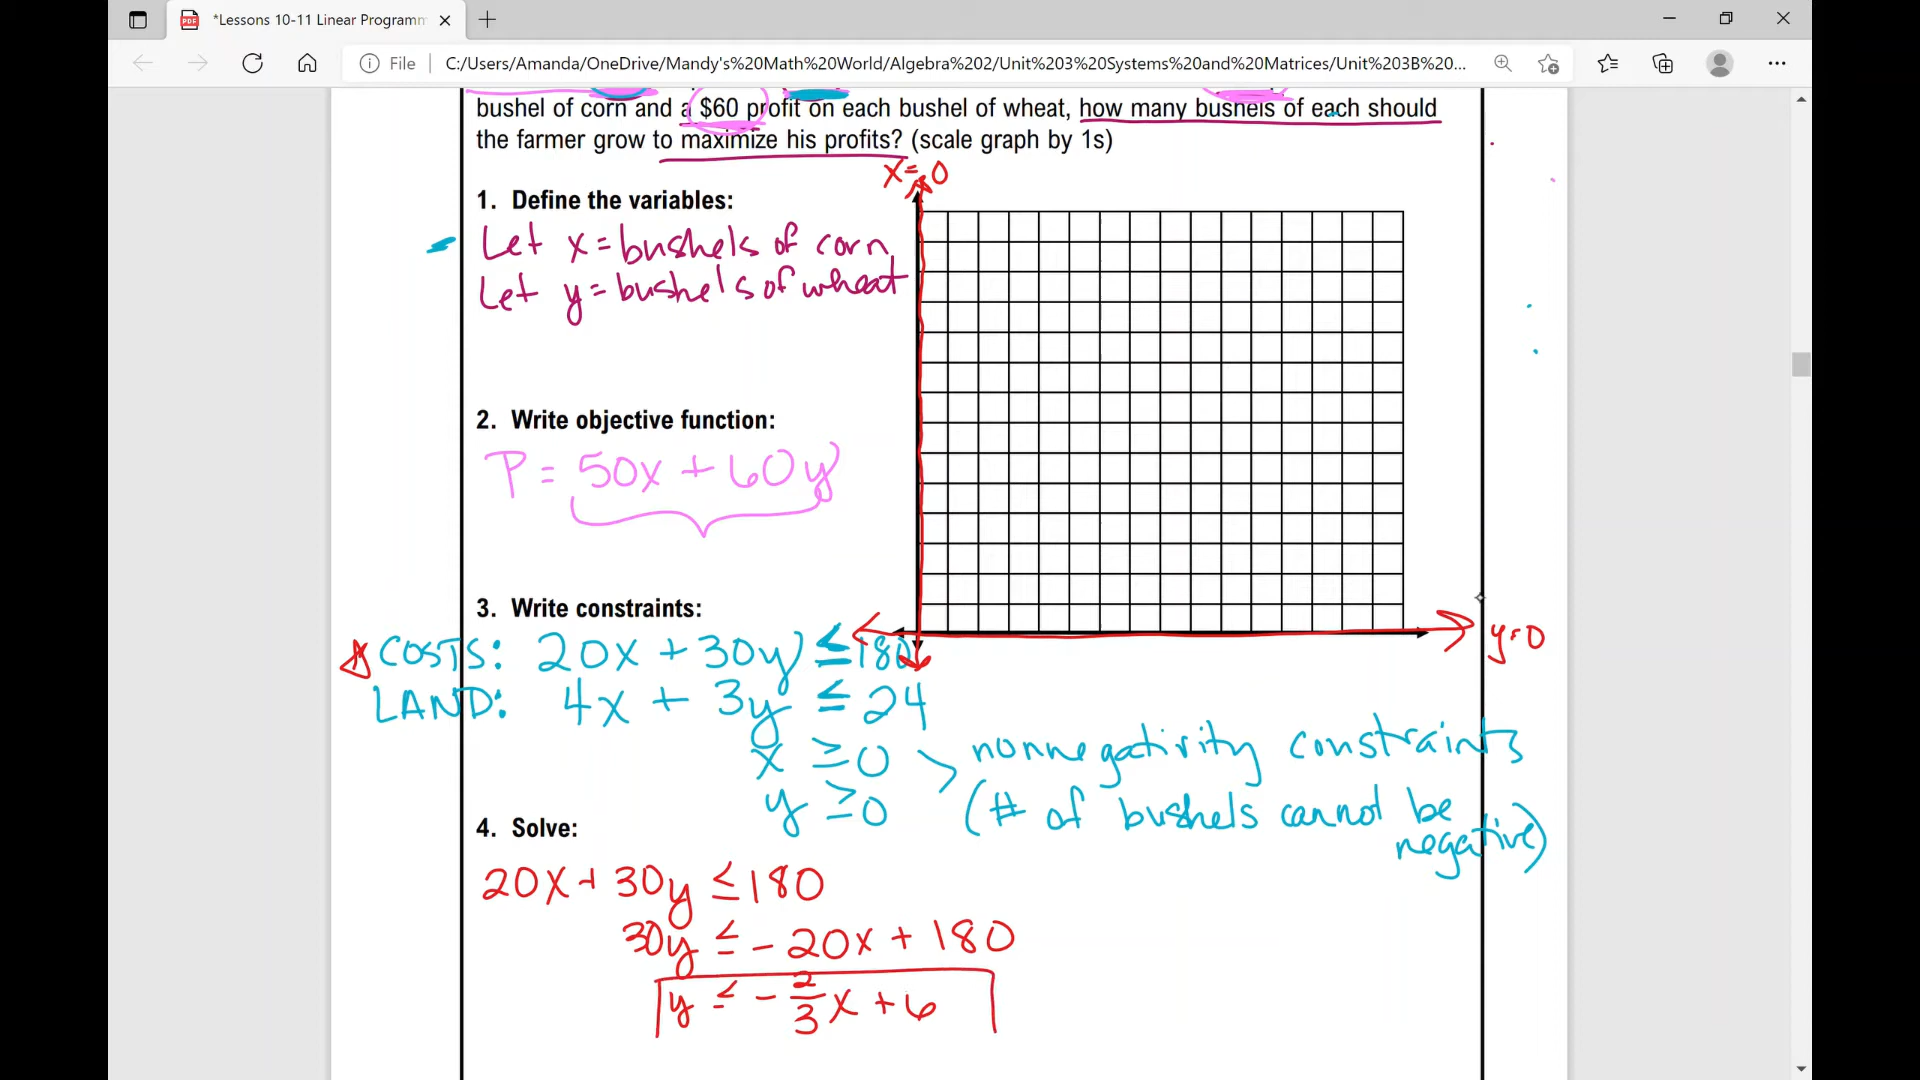 *Lessons 10-11 Linear Programm
File C:/Users/Amanda/OneDrive/Mandy's%20Math%20World/Algebra%202/Unit%203%20Systems%20and%20Matrices/Unit%203B%20...
bushel of corn and a $60 profit on each bushel of wheat, how many bushels of each should
the farmer grow to maximize his profits? (scale graph by 1s)
x=0
1. Define the variables:
Let x = bushels of corn
Let y = bushels of wheat
2. Write objective function:
P = 50x + 60y
3. Write constraints:
y=0
COSTS: 20x + 30y ≤ 180
LAND: 4x + 3y ≤ 24
x ≥ 0 > nonnegativity constraints
y ≥ 0 (# of bushels cannot be
negative)
4. Solve:
20x + 30y ≤ 180
30y ≤ - 20x + 180
y ≤ - 2/3 x + 6